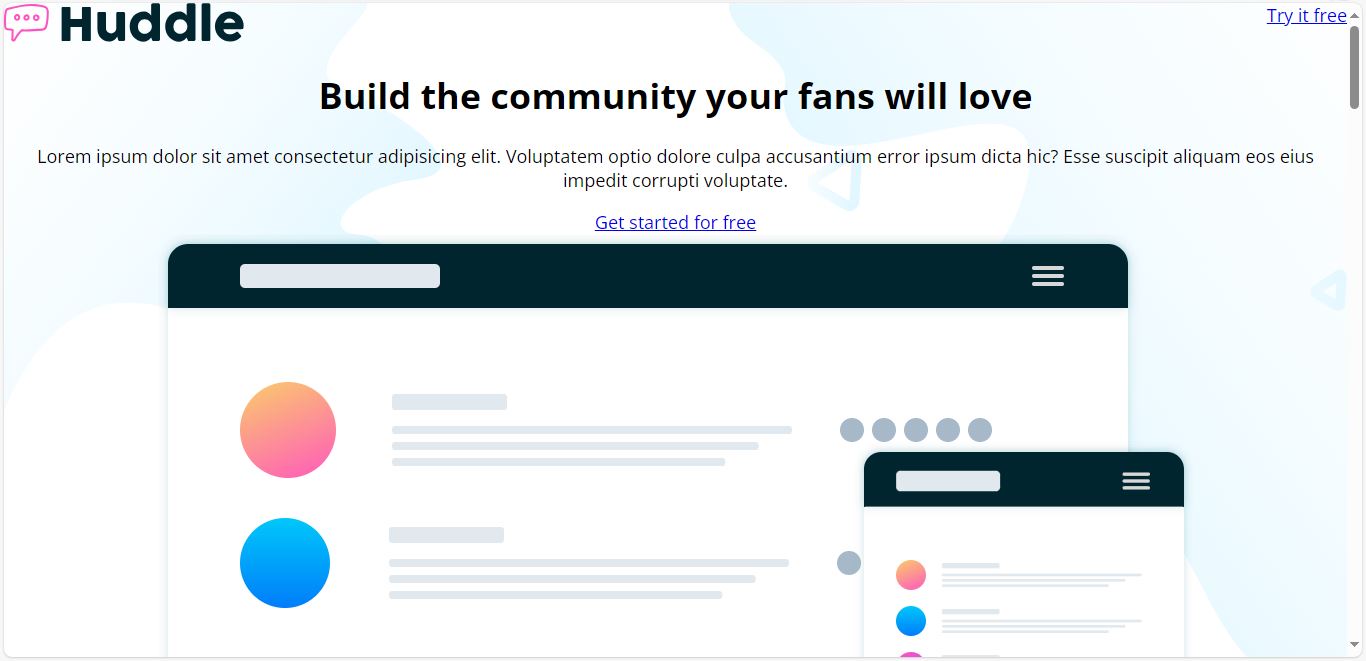 Huddle
Try it free
Build the community your fans will love
Lorem ipsum dolor sit amet consectetur adipisicing elit. Voluptatem optio dolore culpa accusantium error ipsum dicta hic? Esse suscipit aliquam eos eius
impedit corrupti voluptate.
Get started for free